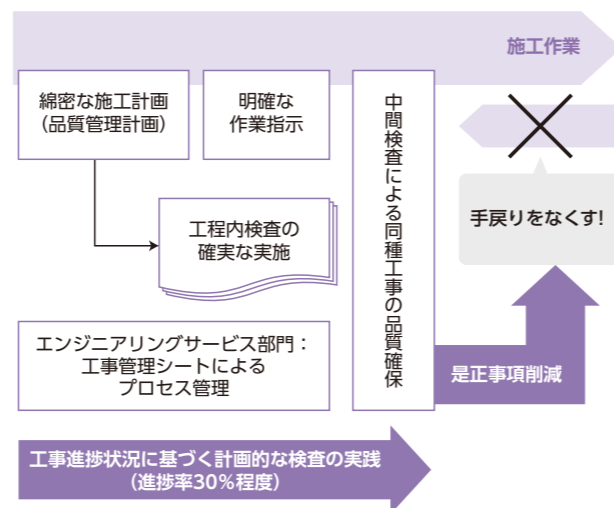 施工作業
綿密な施工計画
(品質管理計画)
明確な
作業指示
中間検査による同種工事の品質確保
手戻りをなくす!
工程内検査の
確実な実施
エンジニアリングサービス部門：
工事管理シートによる
プロセス管理
是正事項削減
工事進捗状況に基づく計画的な検査の実践
(進捗率30%程度)